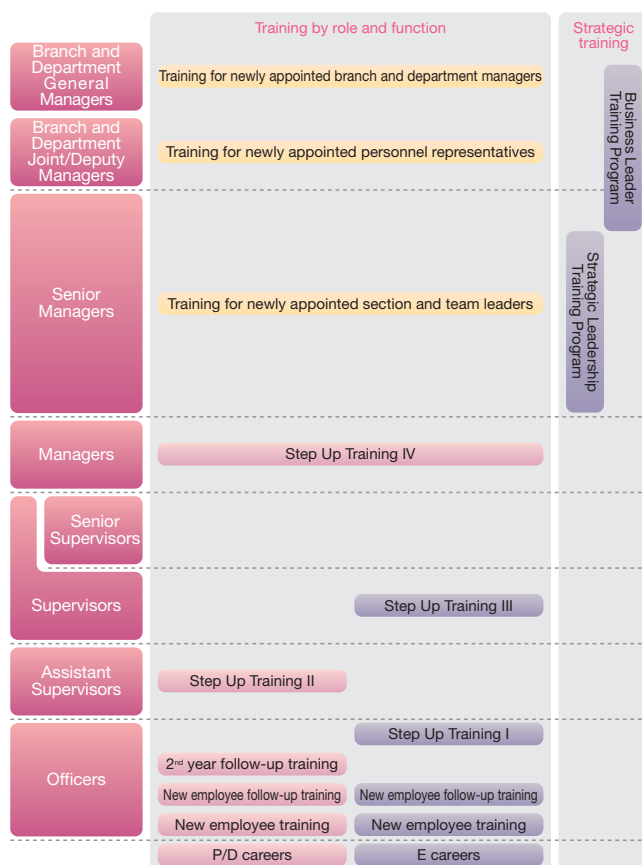 Training by role and function
Strategic
training
Branch and
Department
General
Managers
Training for newly appointed branch and department managers
Business Leader
Training Program
Branch and
Department
Joint/Deputy
Managers
Training for newly appointed personnel representatives
Senior
Managers
Training for newly appointed section and team leaders
Strategic Leadership
Training Program
Managers
Step Up Training IV
Senior
Supervisors
Supervisors
Step Up Training III
Assistant
Supervisors
Step Up Training II
Officers
Step Up Training I
2nd year follow-up training
New employee follow-up training
New employee follow-up training
New employee training
New employee training
P/D careers
E careers